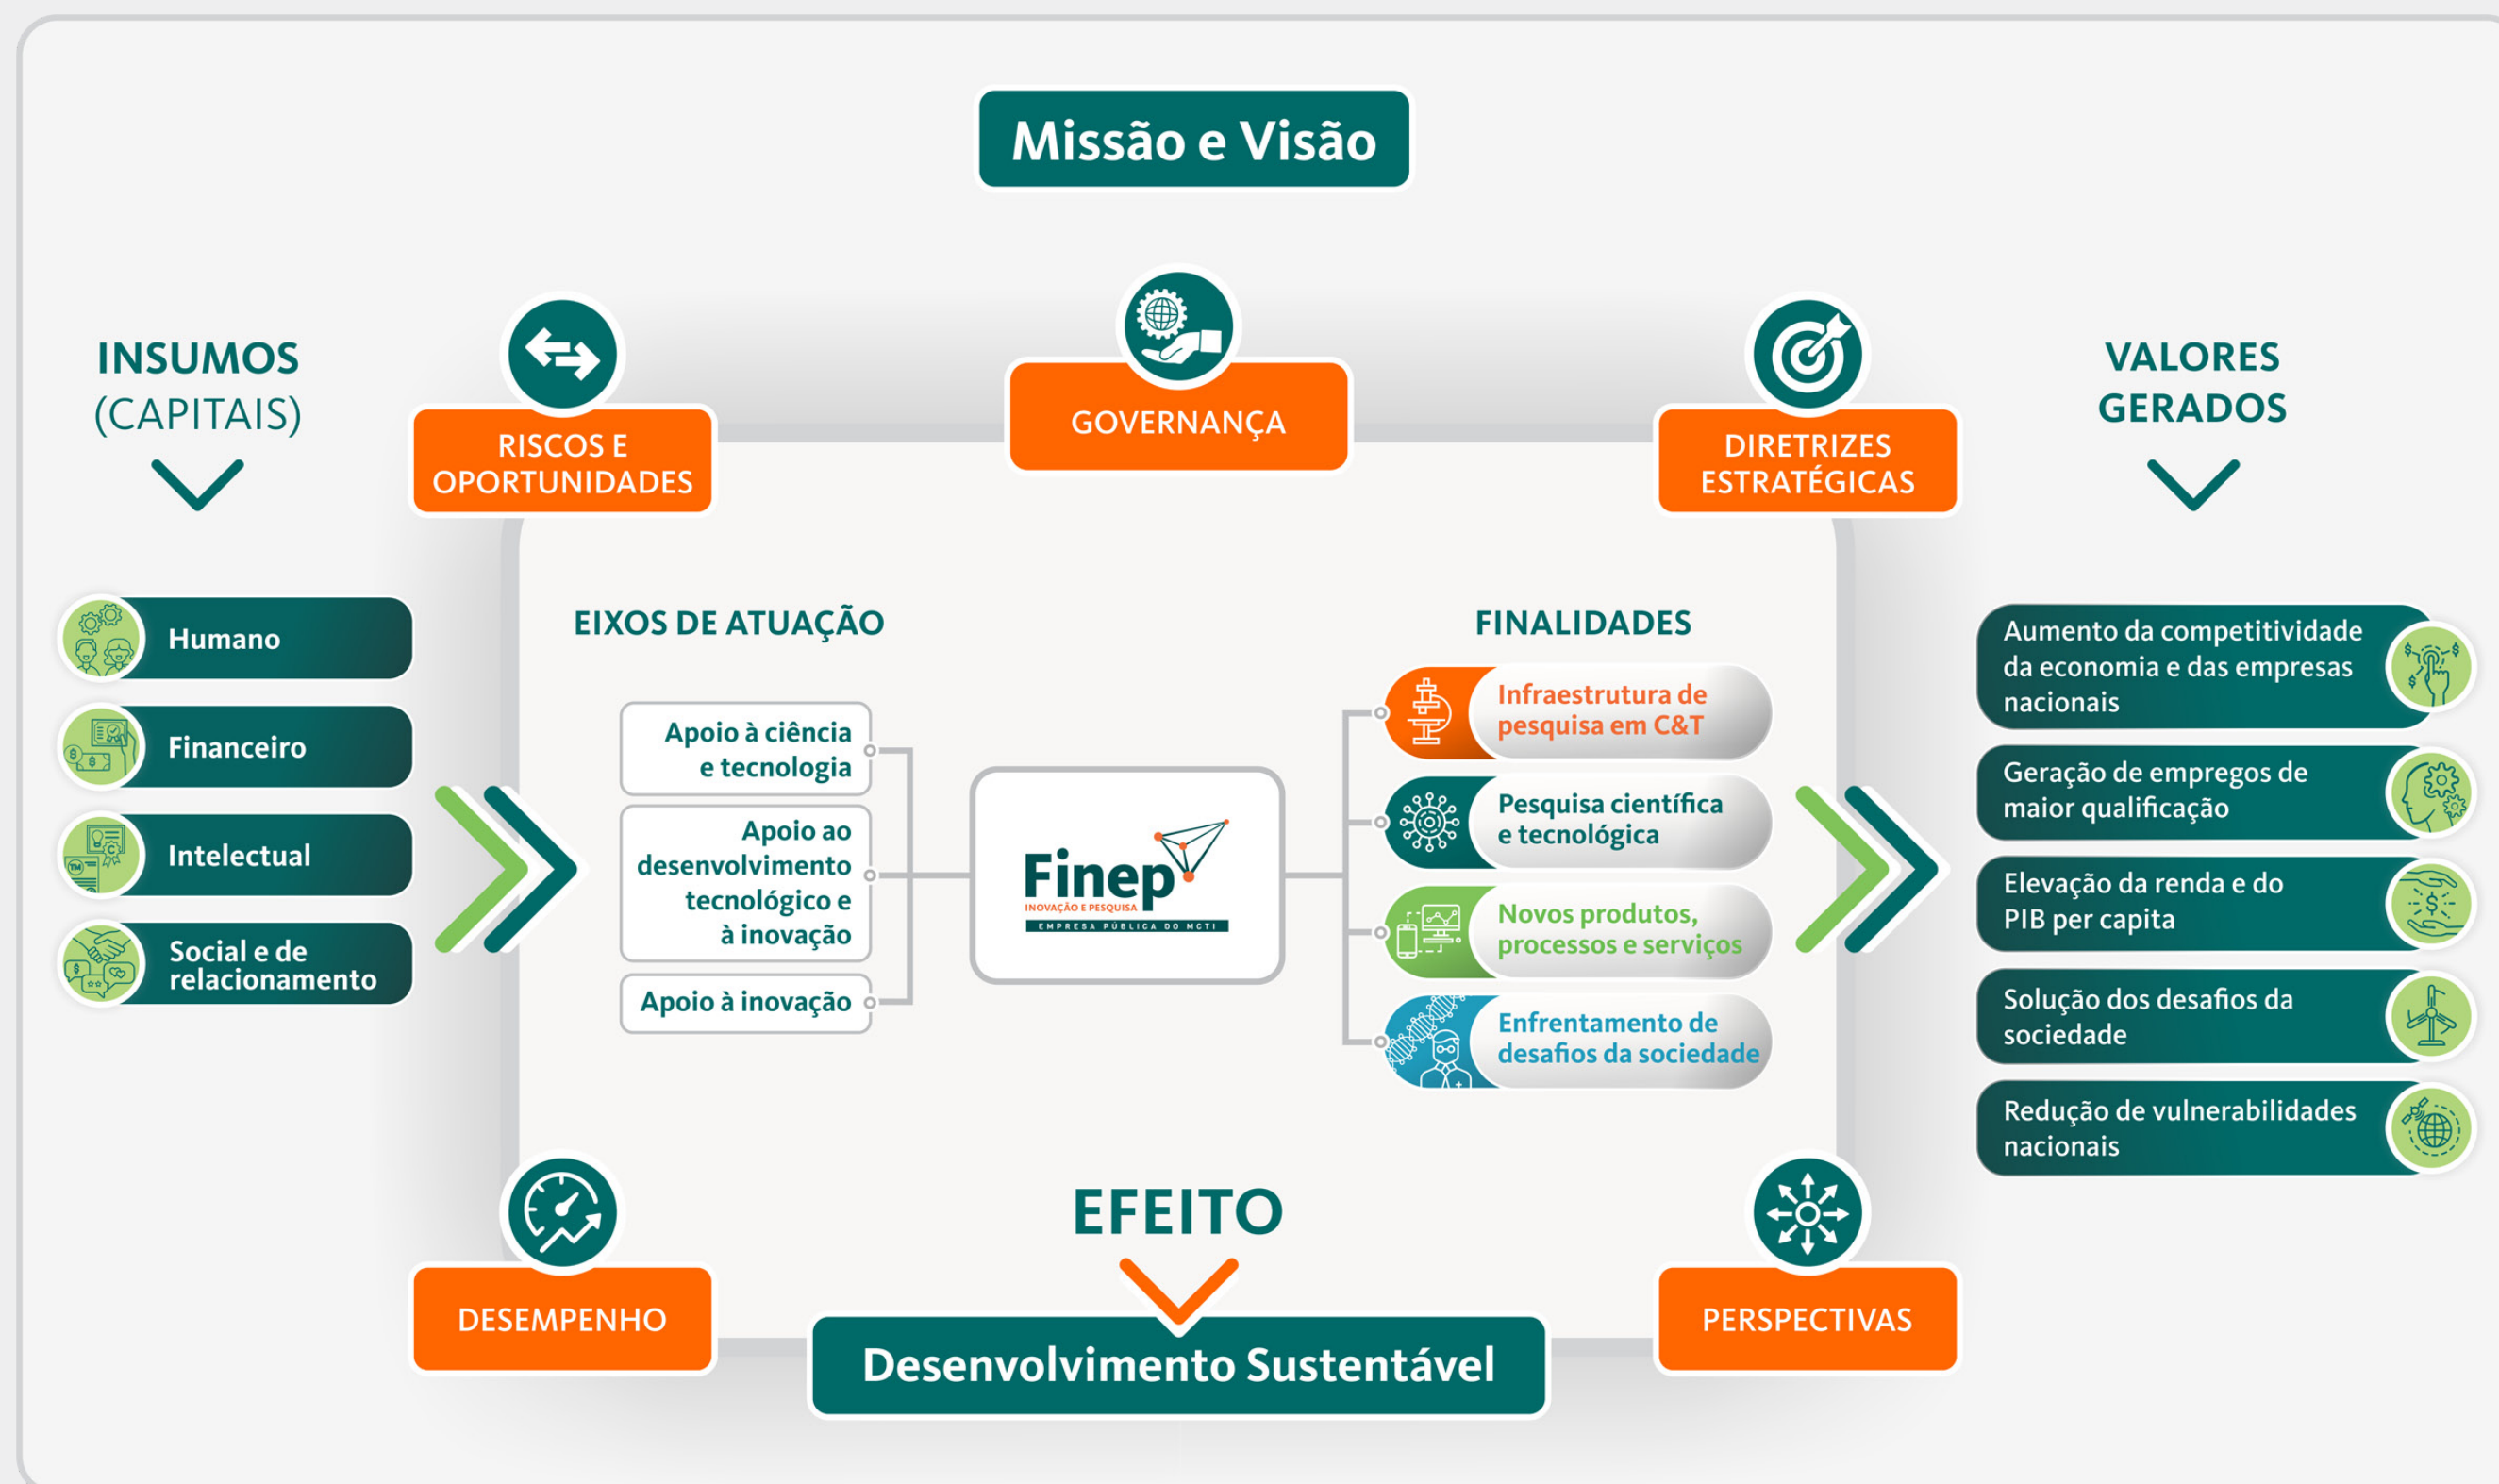 Missão e Visão
INSUMOS
(CAPITAIS)
RISCOS E
OPORTUNIDADES
GOVERNANÇA
DIRETRIZES
ESTRATÉGICAS
VALORES
GERADOS
Humano
Financeiro
Intelectual
Social e de
relacionamento
EIXOS DE ATUAÇÃO
Apoio à ciência
e tecnologia
Apoio ao
desenvolvimento
tecnológico e
à inovação
Apoio à inovação
Finep
INOVAÇÃO E PESQUISA
EMPRESA PÚBLICA DO MCTI
FINALIDADES
Infraestrutura de
pesquisa em C&T
Pesquisa científica
e tecnológica
Novos produtos,
processos e serviços
Enfrentamento de
desafios da sociedade
Aumento da competitividade
da economia e das empresas
nacionais
Geração de empregos de
maior qualificação
Elevação da renda e do
PIB per capita
Solução dos desafios da
sociedade
Redução de vulnerabilidades
nacionais
DESEMPENHO
EFEITO
Desenvolvimento Sustentável
PERSPECTIVAS